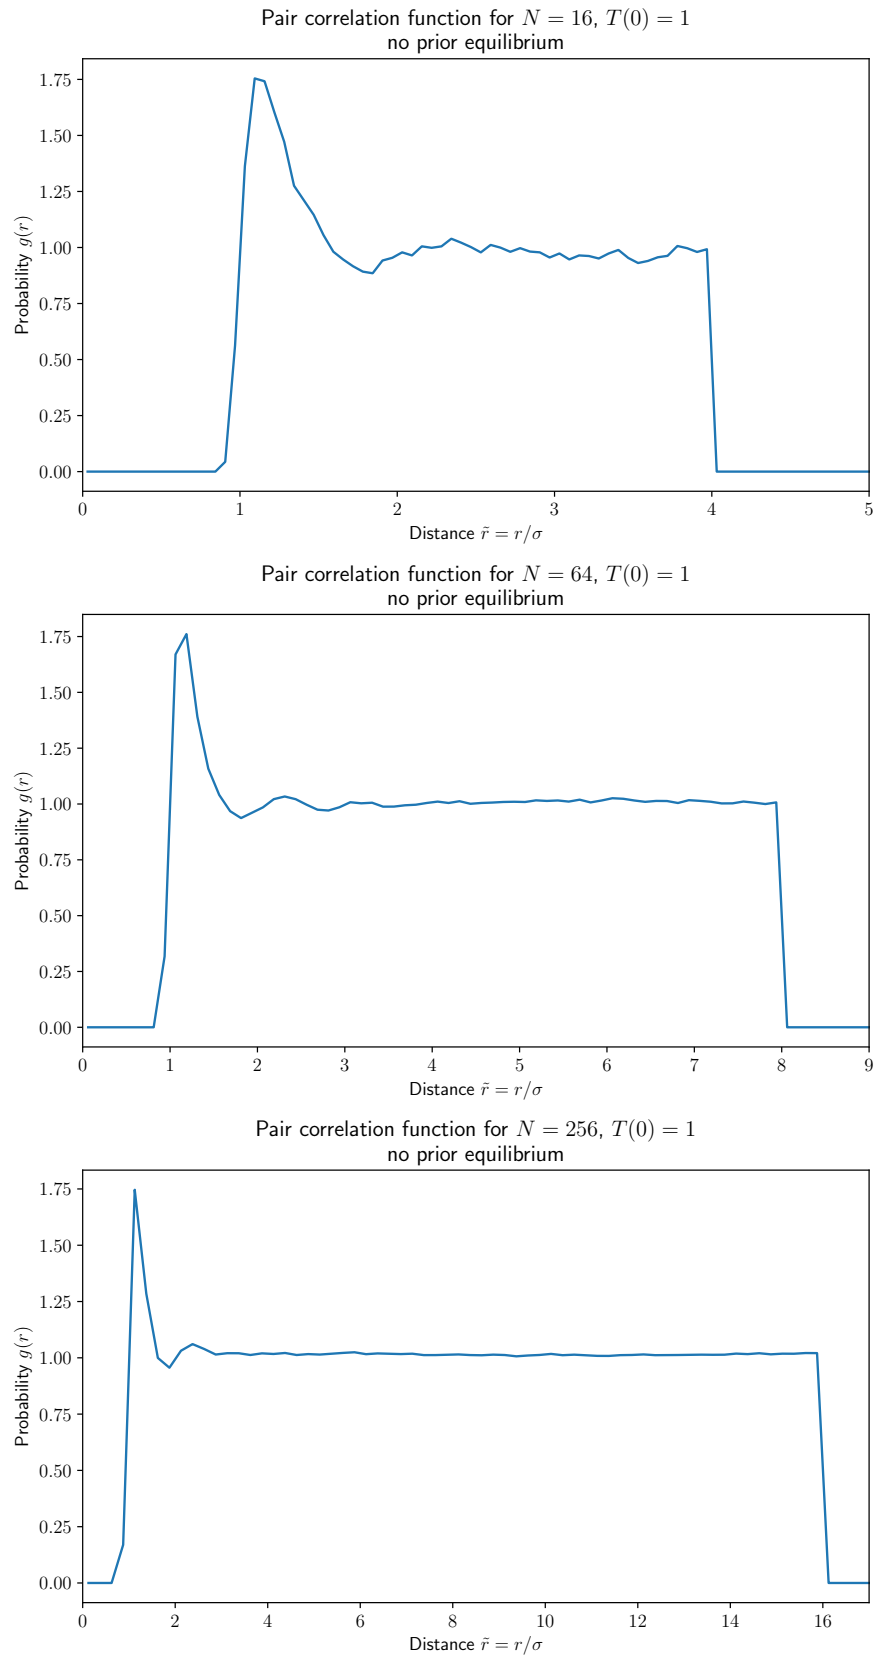 Pair correlation function for N = 16, T(0) = 1
no prior equilibrium
1.75
1.50
1.25
1.00
0.75
0.50
0.25
0.00
Probability g(r)
0 1 2 3 4 5
Distance r̃ = r/σ
Pair correlation function for N = 64, T(0) = 1
no prior equilibrium
1.75
1.50
1.25
1.00
0.75
0.50
0.25
0.00
Probability g(r)
0 1 2 3 4 5 6 7 8 9
Distance r̃ = r/σ
Pair correlation function for N = 256, T(0) = 1
no prior equilibrium
1.75
1.50
1.25
1.00
0.75
0.50
0.25
0.00
Probability g(r)
0 2 4 6 8 10 12 14 16
Distance r̃ = r/σ